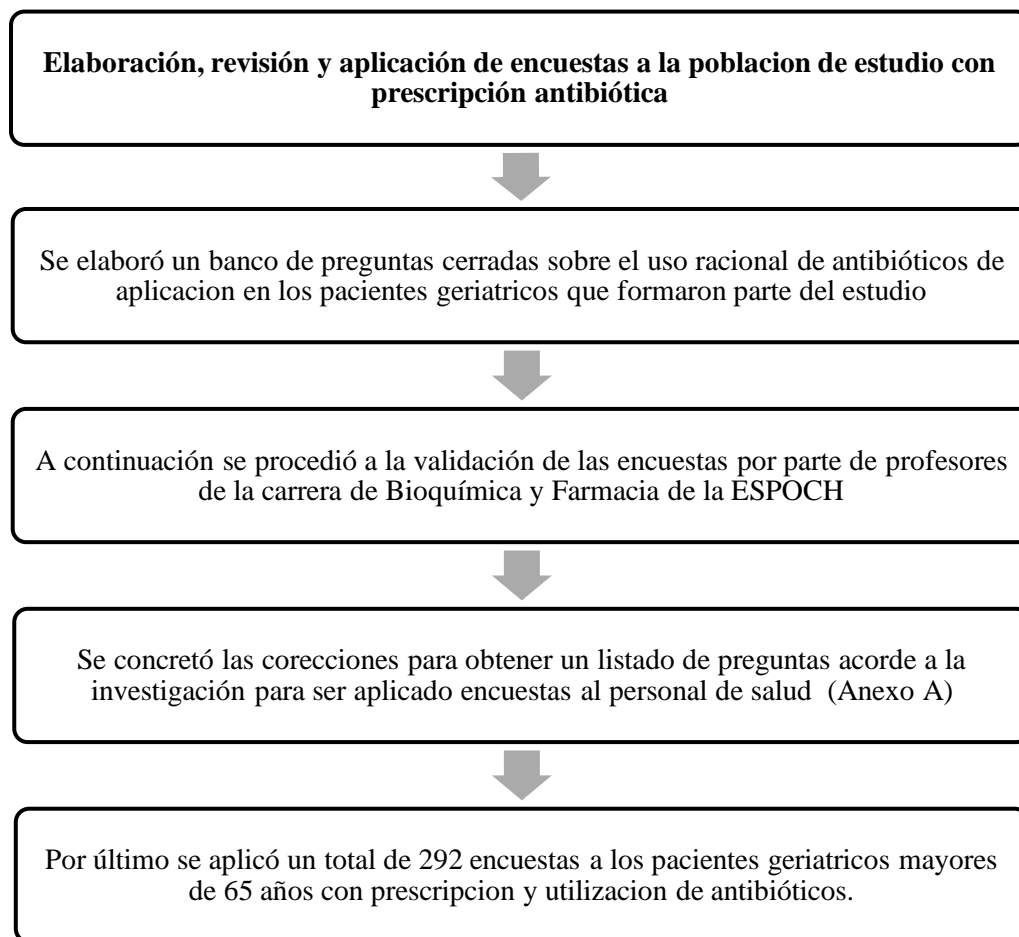 Elaboración, revisión y aplicación de encuestas a la poblacion de estudio con
prescripción antibiótica
Se elaboró un banco de preguntas cerradas sobre el uso racional de antibióticos de
aplicacion en los pacientes geriatricos que formaron parte del estudio
A continuación se procedió a la validación de las encuestas por parte de profesores
de la carrera de Bioquímica y Farmacia de la ESPOCH
Se concretó las corecciones para obtener un listado de preguntas acorde a la
investigación para ser aplicado encuestas al personal de salud (Anexo A)
Por último se aplicó un total de 292 encuestas a los pacientes geriatricos mayores
de 65 años con prescripcion y utilizacion de antibióticos.